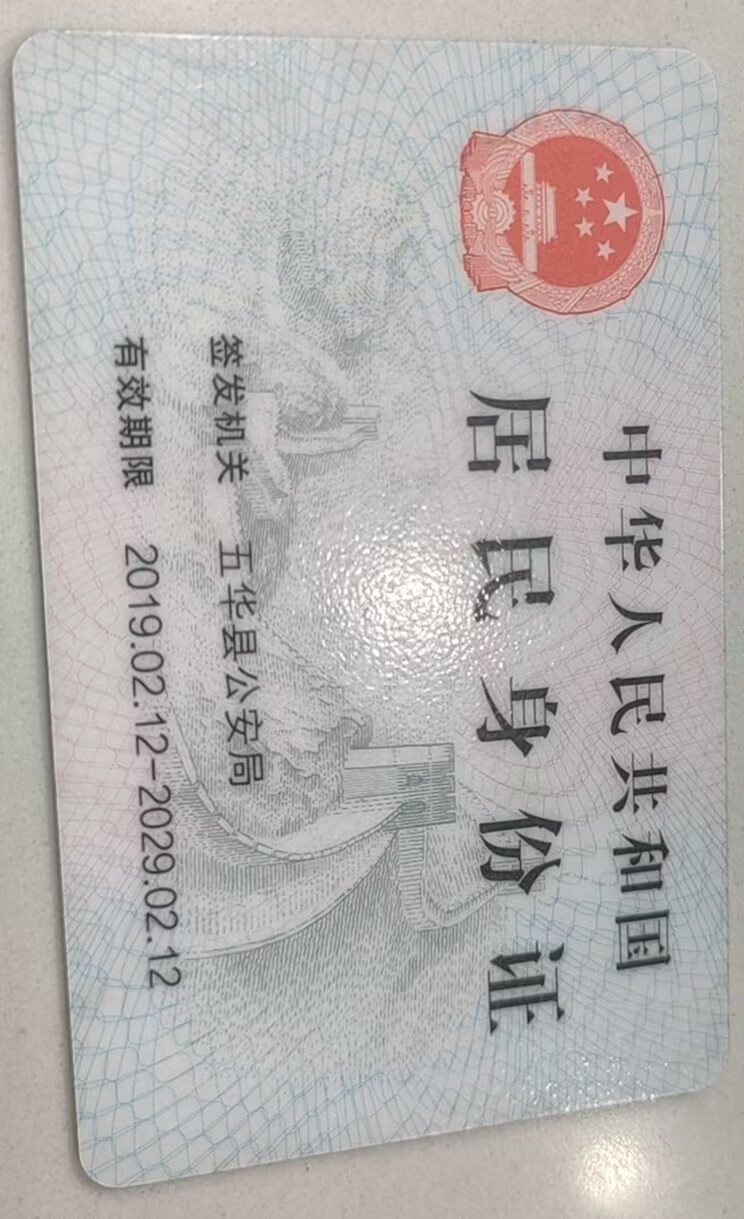 中华人民共和国
居民身份证
签发机关 五华县公安局
有效期限 2019.02.12-2029.02.12